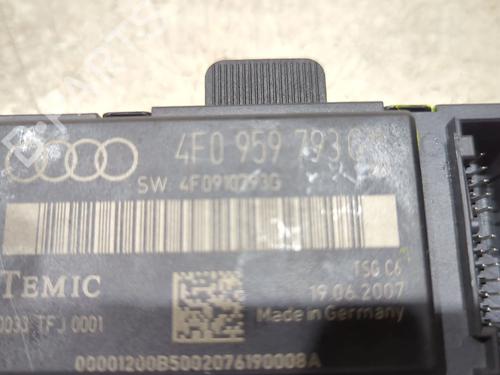 4F0 959 793
SW 4F0910793G
TEMIC
TSG C6
19.06.2007
0033 TFJ 0001
Made in Germany
00001200B5002076190008A